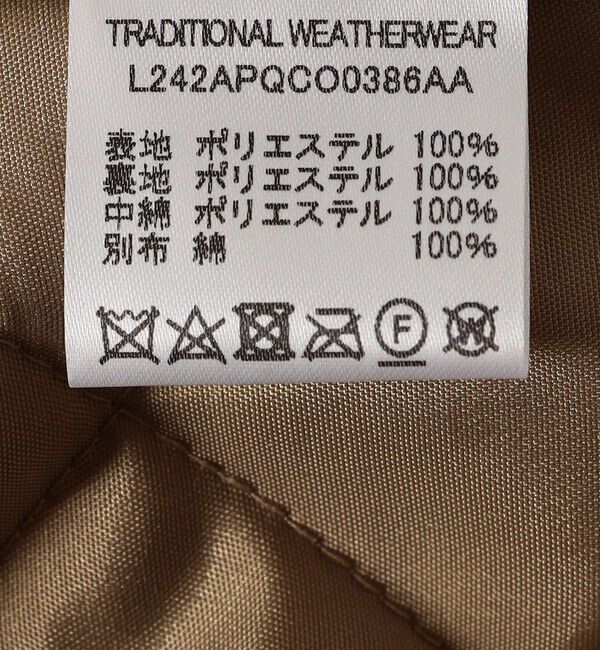 TRADITIONAL WEATHERWEAR
L242APQCO0386AA
表地 ポリエステル 100%
裏地 ポリエステル 100%
中綿 ポリエステル 100%
別布 綿 100%
F W